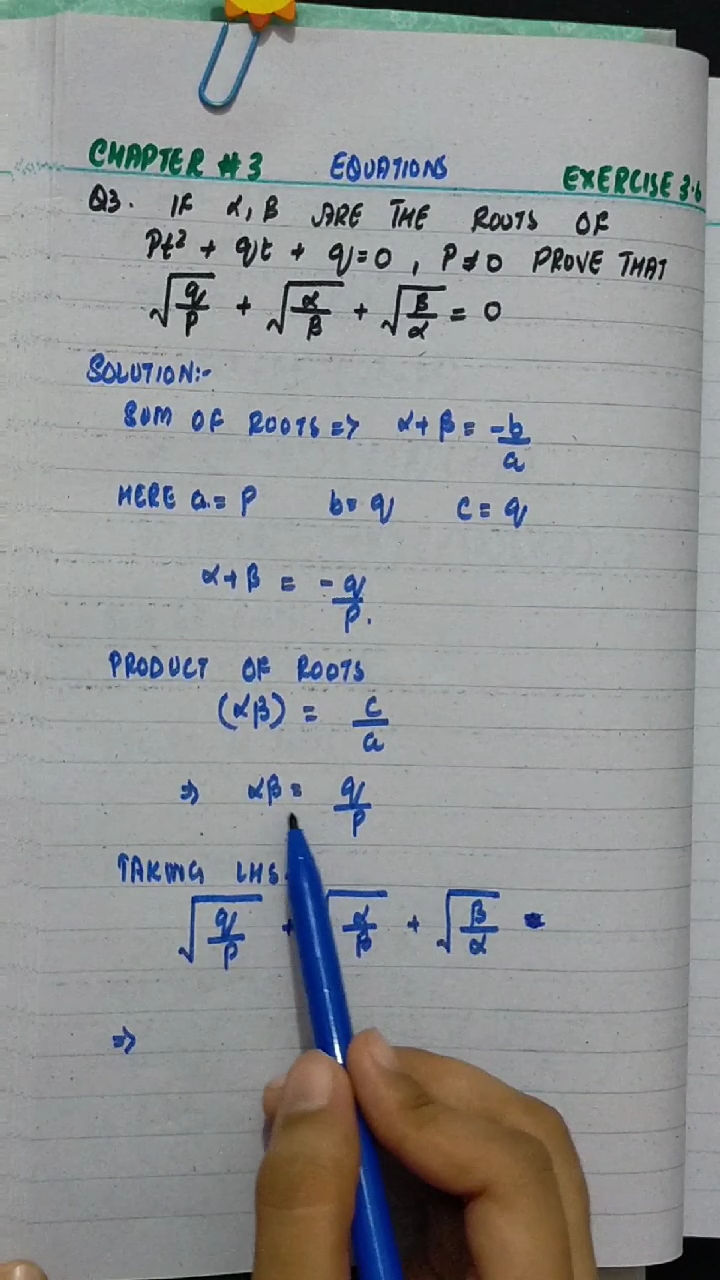 CHAPTER #3 EQUATIONS EXERCISE 3.6
Q3. IF α, β ARE THE ROOTS OF
Pt² + qt + q = 0 , P ≠ 0 PROVE THAT
√(q/P) + √(α/β) + √(β/α) = 0
SOLUTION:-
SUM OF ROOTS => α + β = -b/a
HERE a = P b = q c = q
α + β = -q/P.
PRODUCT OF ROOTS
(αβ) = c/a
=> αβ = q/P
TAKING LHS
√(q/P) + √(α/β) + √(β/α)
=>